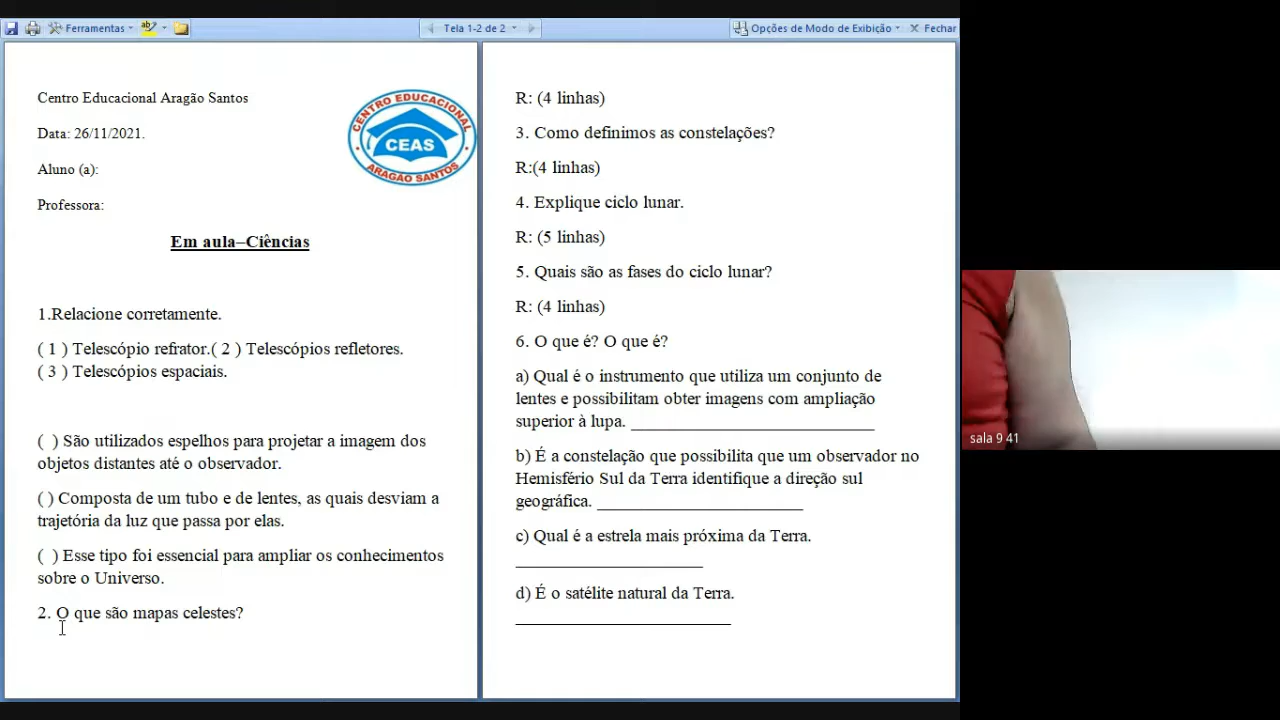 Ferramentas
Tela 1-2 de 2
Opções de Modo de Exibição
Fechar
Centro Educacional Aragão Santos
Data: 26/11/2021.
Aluno (a):
Professora:
CENTRO EDUCACIONAL
CEAS
ARAGAO SANTOS
Em aula–Ciências
1.Relacione corretamente.
( 1 ) Telescópio refrator.( 2 ) Telescópios refletores.
( 3 ) Telescópios espaciais.
( ) São utilizados espelhos para projetar a imagem dos
objetos distantes até o observador.
( ) Composta de um tubo e de lentes, as quais desviam a
trajetória da luz que passa por elas.
( ) Esse tipo foi essencial para ampliar os conhecimentos
sobre o Universo.
2. O que são mapas celestes?
R: (4 linhas)
3. Como definimos as constelações?
R:(4 linhas)
4. Explique ciclo lunar.
R: (5 linhas)
5. Quais são as fases do ciclo lunar?
R: (4 linhas)
6. O que é? O que é?
a) Qual é o instrumento que utiliza um conjunto de
lentes e possibilitam obter imagens com ampliação
superior à lupa. ___________________________
b) É a constelação que possibilita que um observador no
Hemisfério Sul da Terra identifique a direção sul
geográfica. _______________________
c) Qual é a estrela mais próxima da Terra.
_____________________
d) É o satélite natural da Terra.
________________________
sala 9 41